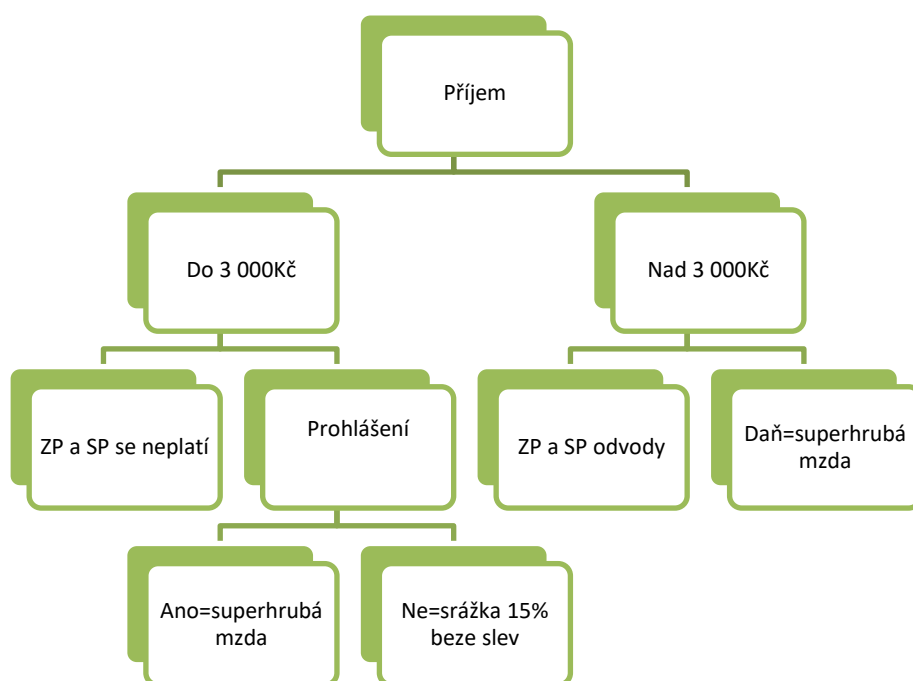 Příjem
Do 3 000Kč
Nad 3 000Kč
ZP a SP se neplatí
Prohlášení
ZP a SP odvody
Daň=superhrubá
mzda
Ano=superhrubá
mzda
Ne=srážka 15%
beze slev